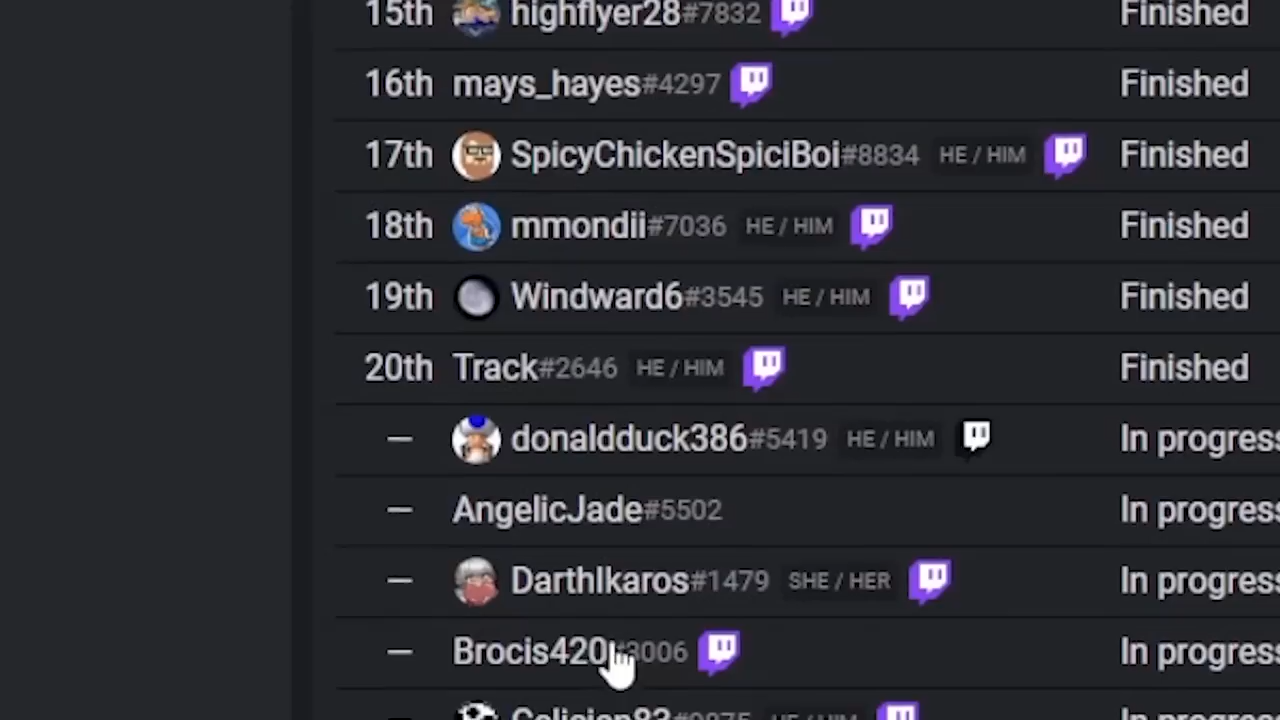 15th highflyer28#7832 Finished
16th mays_hayes#4297 Finished
17th SpicyChickenSpiciBoi#8834 HE / HIM Finished
18th mmondii#7036 HE / HIM Finished
19th Windward6#3545 HE / HIM Finished
20th Track#2646 HE / HIM Finished
— donaldduck386#5419 HE / HIM In progress
— AngelicJade#5502 In progress
— DarthIkaros#1479 SHE / HER In progress
— Brocis420#3006 In progress